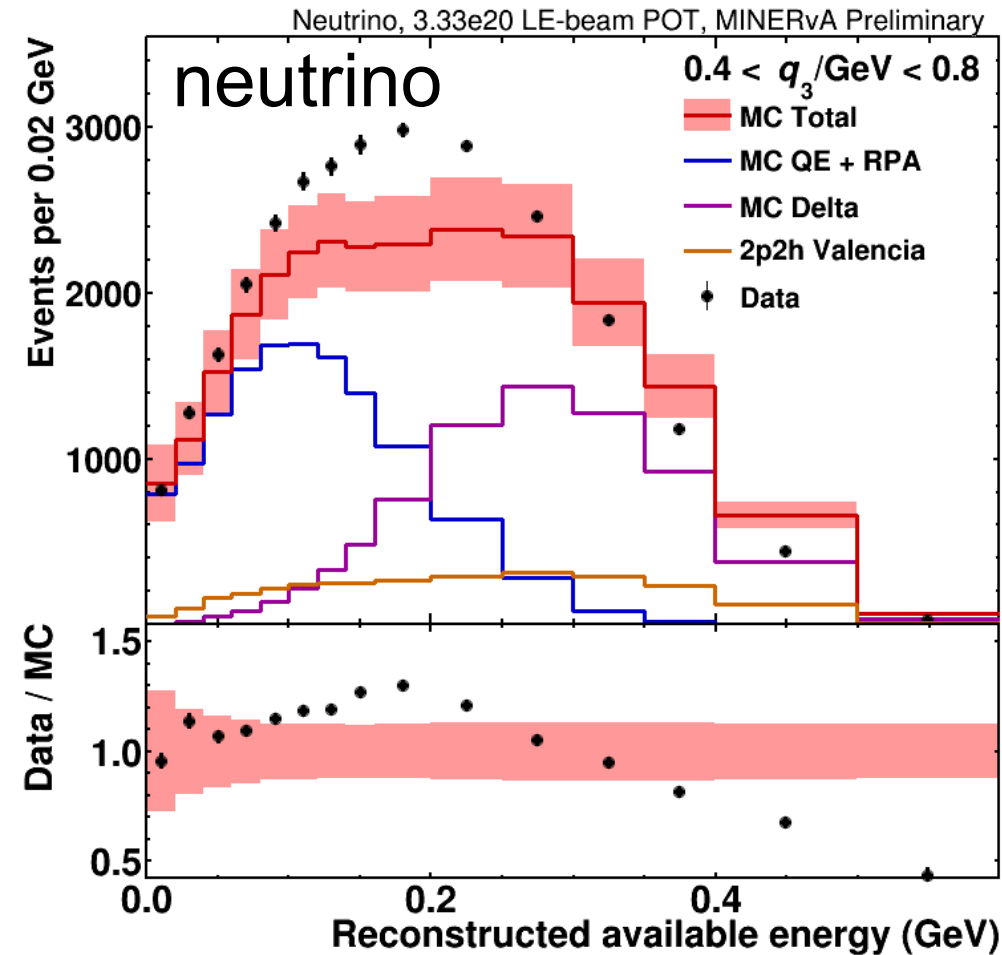 Neutrino, 3.33e20 LE-beam POT, MINERvA Preliminary
neutrino
0.4 < q₃/GeV < 0.8
MC Total
MC QE + RPA
MC Delta
2p2h Valencia
Data
Events per 0.02 GeV
3000
2000
1000
Data / MC
1.5
1.0
0.5
0.0 0.2 0.4
Reconstructed available energy (GeV)